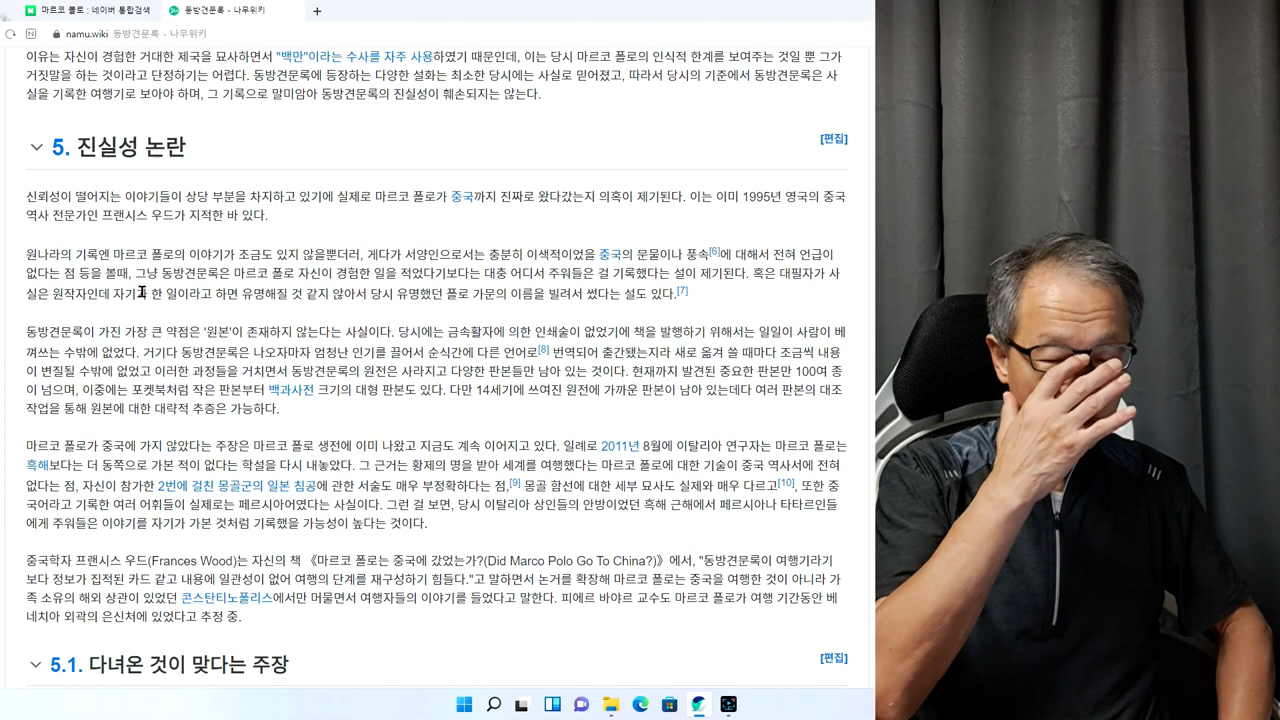 마르코 폴로 : 네이버 통합검색
동방견문록 - 나무위키
namu.wiki 동방견문록 - 나무위키
이유는 자신이 경험한 거대한 제국을 묘사하면서 "백만"이라는 수사를 자주 사용하였기 때문인데, 이는 당시 마르코 폴로의 인식적 한계를 보여주는 것일 뿐 그가
거짓말을 하는 것이라고 단정하기는 어렵다. 동방견문록에 등장하는 다양한 설화는 최소한 당시에는 사실로 믿어졌고, 따라서 당시의 기준에서 동방견문록은 사
실을 기록한 여행기로 보아야 하며, 그 기록으로 말미암아 동방견문록의 진실성이 훼손되지는 않는다.
5. 진실성 논란
[편집]
신뢰성이 떨어지는 이야기들이 상당 부분을 차지하고 있기에 실제로 마르코 폴로가 중국까지 진짜로 왔다갔는지 의혹이 제기된다. 이는 이미 1995년 영국의 중국
역사 전문가인 프랜시스 우드가 지적한 바 있다.
원나라의 기록엔 마르코 폴로의 이야기가 조금도 있지 않을뿐더러, 게다가 서양인으로서는 충분히 이색적이었을 중국의 문물이나 풍속[6]에 대해서 전혀 언급이
없다는 점 등을 볼때, 그냥 동방견문록은 마르코 폴로 자신이 경험한 일을 적었다기보다는 대충 어디서 주워들은 걸 기록했다는 설이 제기된다. 혹은 대필자가 사
실은 원작자인데 자기가 한 일이라고 하면 유명해질 것 같지 않아서 당시 유명했던 폴로 가문의 이름을 빌려서 썼다는 설도 있다.[7]
동방견문록이 가진 가장 큰 약점은 '원본'이 존재하지 않는다는 사실이다. 당시에는 금속활자에 의한 인쇄술이 없었기에 책을 발행하기 위해서는 일일이 사람이 베
껴쓰는 수밖에 없었다. 거기다 동방견문록은 나오자마자 엄청난 인기를 끌어서 순식간에 다른 언어로[8] 번역되어 출간됐는지라 새로 옮겨 쓸 때마다 조금씩 내용
이 변질될 수밖에 없었고 이러한 과정들을 거치면서 동방견문록의 원전은 사라지고 다양한 판본들만 남아 있는 것이다. 현재까지 발견된 중요한 판본만 100여 종
이 넘으며, 이중에는 포켓북처럼 작은 판본부터 백과사전 크기의 대형 판본도 있다. 다만 14세기에 쓰여진 원전에 가까운 판본이 남아 있는데다 여러 판본의 대조
작업을 통해 원본에 대한 대략적 추증은 가능하다.
마르코 폴로가 중국에 가지 않았다는 주장은 마르코 폴로 생전에 이미 나왔고 지금도 계속 이어지고 있다. 일례로 2011년 8월에 이탈리아 연구자는 마르코 폴로는
흑해보다는 더 동쪽으로 가본 적이 없다는 학설을 다시 내놓았다. 그 근거는 황제의 명을 받아 세계를 여행했다는 마르코 폴로에 대한 기술이 중국 역사서에 전혀
없다는 점, 자신이 참가한 2번에 걸친 몽골군의 일본 침공에 관한 서술도 매우 부정확하다는 점,[9] 몽골 함선에 대한 세부 묘사도 실제와 매우 다르고[10], 또한 중
국어라고 기록한 여러 어휘들이 실제로는 페르시아어였다는 사실이다. 그런 걸 보면, 당시 이탈리아 상인들의 안방이었던 흑해 근해에서 페르시아나 타타르인들
에게 주워들은 이야기를 자기가 가본 것처럼 기록했을 가능성이 높다는 것이다.
중국학자 프랜시스 우드(Frances Wood)는 자신의 책 《마르코 폴로는 중국에 갔었는가?(Did Marco Polo Go To China?)》에서, "동방견문록이 여행기라기
보다 정보가 집적된 카드 같고 내용에 일관성이 없어 여행의 단계를 재구성하기 힘들다."고 말하면서 논거를 확장해 마르코 폴로는 중국을 여행한 것이 아니라 가
족 소유의 해외 상관이 있었던 콘스탄티노폴리스에서만 머물면서 여행자들의 이야기를 들었다고 말한다. 피에르 바야르 교수도 마르코 폴로가 여행 기간동안 베
네치아 외곽의 은신처에 있었다고 추정 중.
5.1. 다녀온 것이 맞다는 주장
[편집]